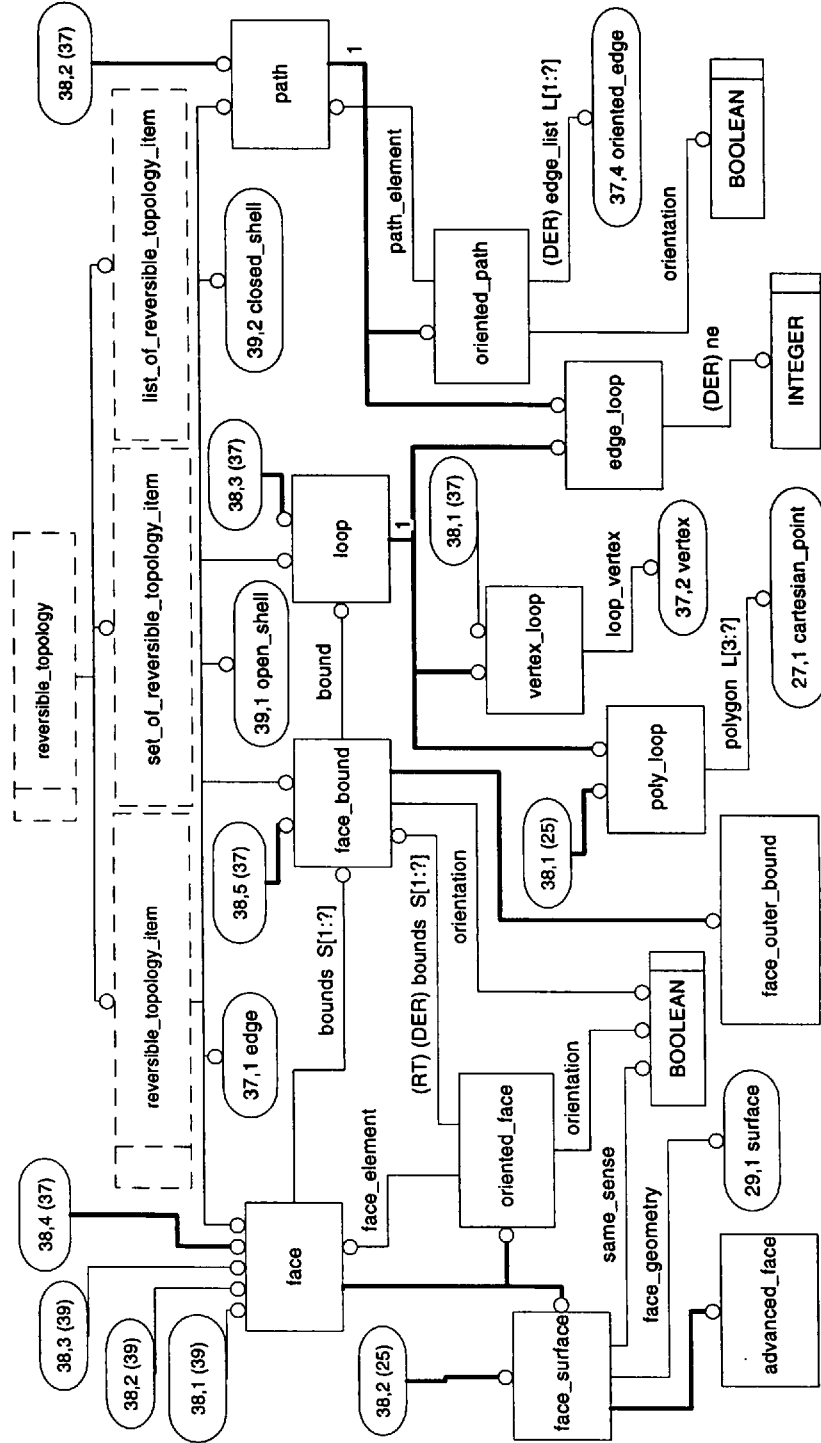 reversible_topology
reversible_topology_item
set_of_reversible_topology_item
list_of_reversible_topology_item
38,1 (39)
38,2 (39)
38,3 (39)
38,4 (37)
37,1 edge
38,5 (37)
39,1 open_shell
38,3 (37)
39,2 closed_shell
38,2 (37)
face
bounds S[1:?]
face_bound
bound
loop
1
path
1
face_element
(RT) (DER) bounds S[1:?]
orientation
38,1 (37)
path_element
38,2 (25)
oriented_face
vertex_loop
oriented_path
(DER) edge_list L[1:?]
face_surface
same_sense
orientation
38,1 (25)
poly_loop
loop_vertex
edge_loop
orientation
37,4 oriented_edge
face_geometry
BOOLEAN
polygon L[3:?]
37,2 vertex
(DER) ne
BOOLEAN
advanced_face
29,1 surface
face_outer_bound
27,1 cartesian_point
INTEGER